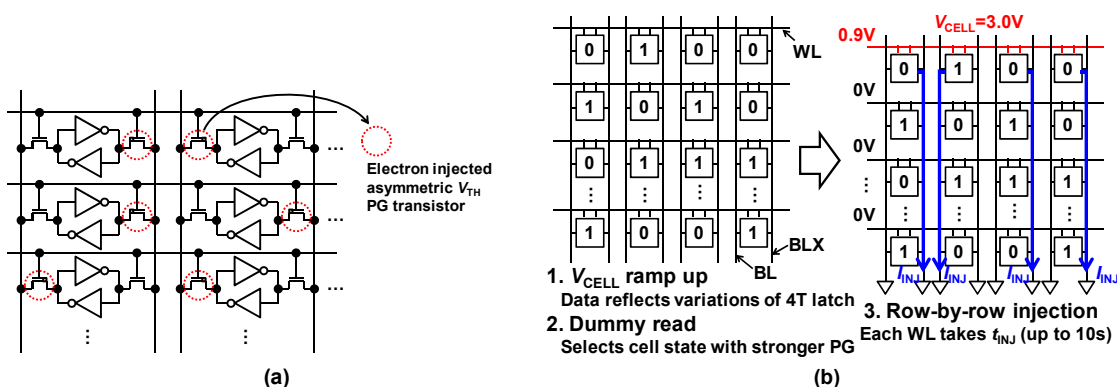 ...
...
...
Electron injected
asymmetric VTH
PG transistor
(a)
0 1 0 0
WL
1 0 1 0
0 1 1 1
... ...
1 0 0 1
BLX
BL
1. VCELL ramp up
Data reflects variations of 4T latch
2. Dummy read
Selects cell state with stronger PG
VCELL=3.0V
0.9V
0 1 0 0
0V
1 0 1 0
0V
0 1 1 1
... ... ...
0V
1 0 0 1
IINJ IINJ IINJ IINJ
3. Row-by-row injection
Each WL takes tINJ (up to 10s)
(b)